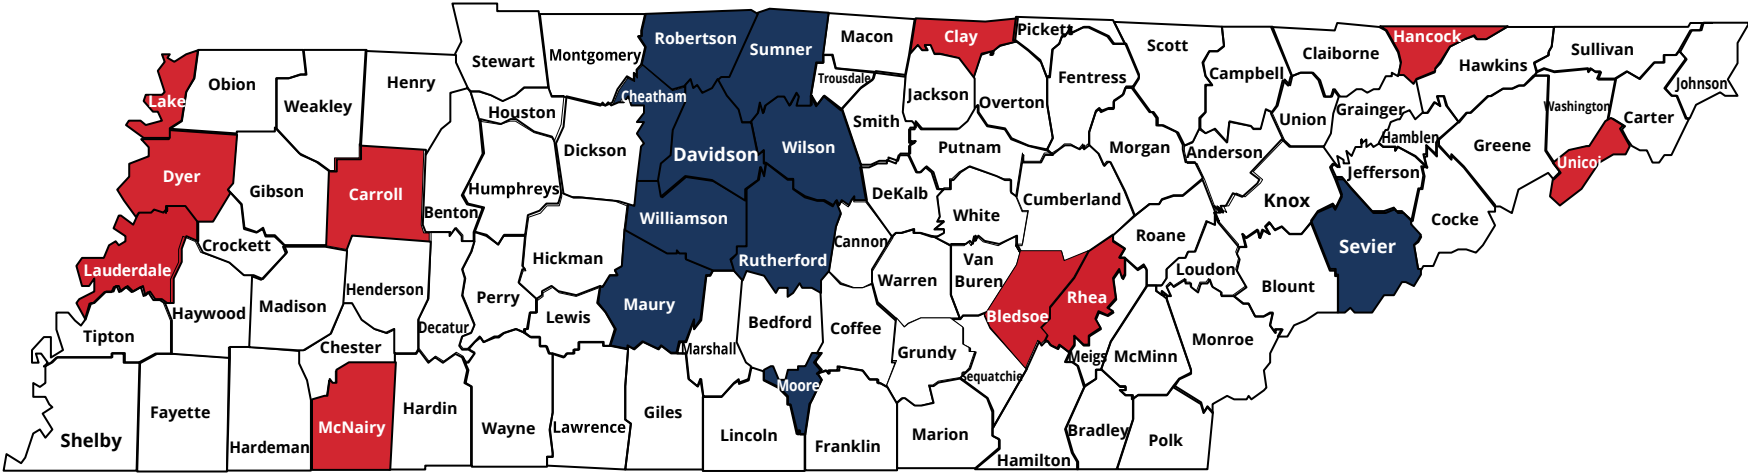 Pickett
Macon
Clay
Hancock
Robertson
Scott
Sumner
Sullivan
Montgomery
Claiborne
Stewart
Hawkins
Campbell
Trousdale
Fentress
Henry
Obion
Johnson
Jackson
Cheatham
Lake
Overton
Weakley
Washington
Grainger
Houston
Carter
Union
Smith
Hamblen
Greene
Wilson
Putnam
Morgan
Dickson
Davidson
Anderson
Unicoi
Jefferson
Dyer
Humphreys
Gibson
DeKalb
Carroll
Cumberland
Knox
Benton
White
Williamson
Cocke
Roane
Cannon
Crockett
Sevier
Hickman
Rutherford
Van
Buren
Lauderdale
Loudon
Warren
Blount
Henderson
Perry
Rhea
Maury
Madison
Haywood
Bledsoe
Lewis
Bedford
Decatur
Coffee
Tipton
Monroe
Chester
Marshall
Grundy
Meigs
McMinn
Sequatchie
Moore
Hardin
Fayette
Giles
McNairy
Wayne
Lawrence
Bradley
Lincoln
Marion
Shelby
Polk
Hardeman
Franklin
Hamilton